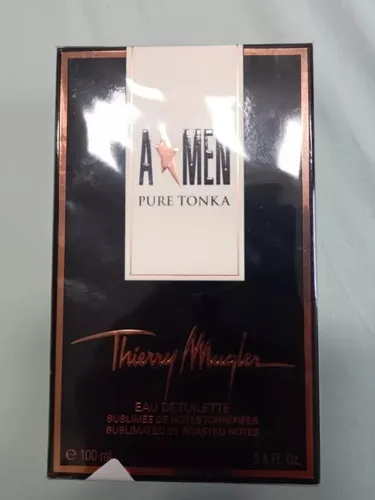 A★MEN
PURE TONKA
Thierry Mugler
EAU DE TOILETTE
SUBLIMÉE DE NOTES TORRÉFIÉES
SUBLIMATED BY ROASTED NOTES
e 100 ml
3.4 Fl. Oz.